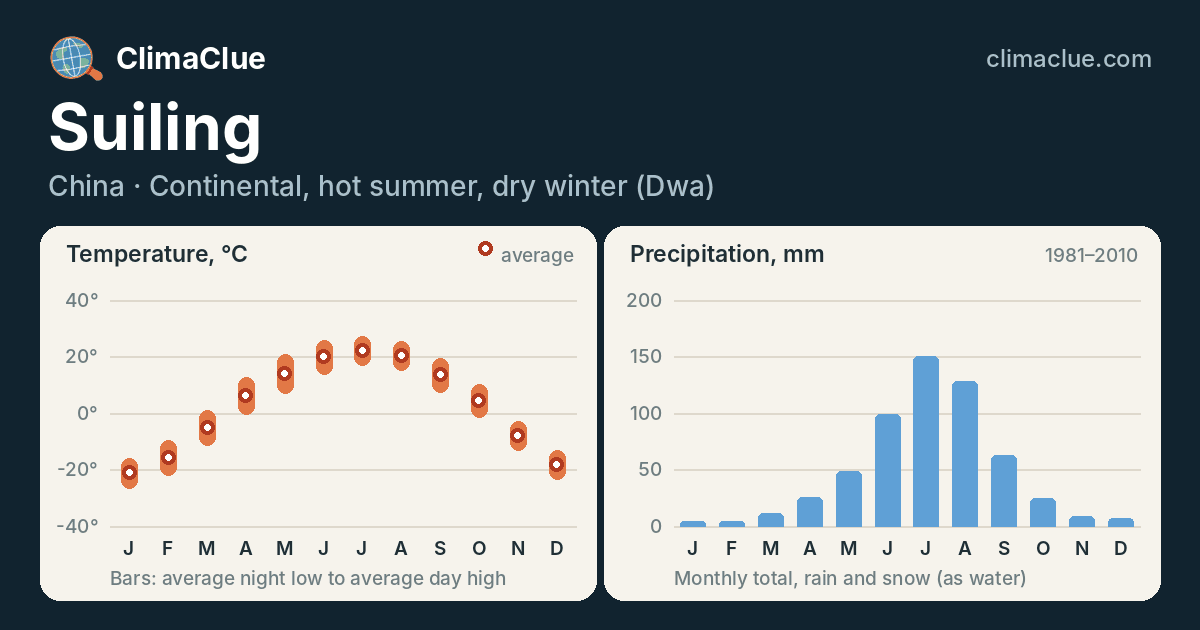 ClimaClue
climaclue.com
Suiling
China · Continental, hot summer, dry winter (Dwa)
Temperature, °C
average
40°
20°
0°
-20°
-40°
J F M A M J J A S O N D
Bars: average night low to average day high
Precipitation, mm
1981–2010
200
150
100
50
0
J F M A M J J A S O N D
Monthly total, rain and snow (as water)